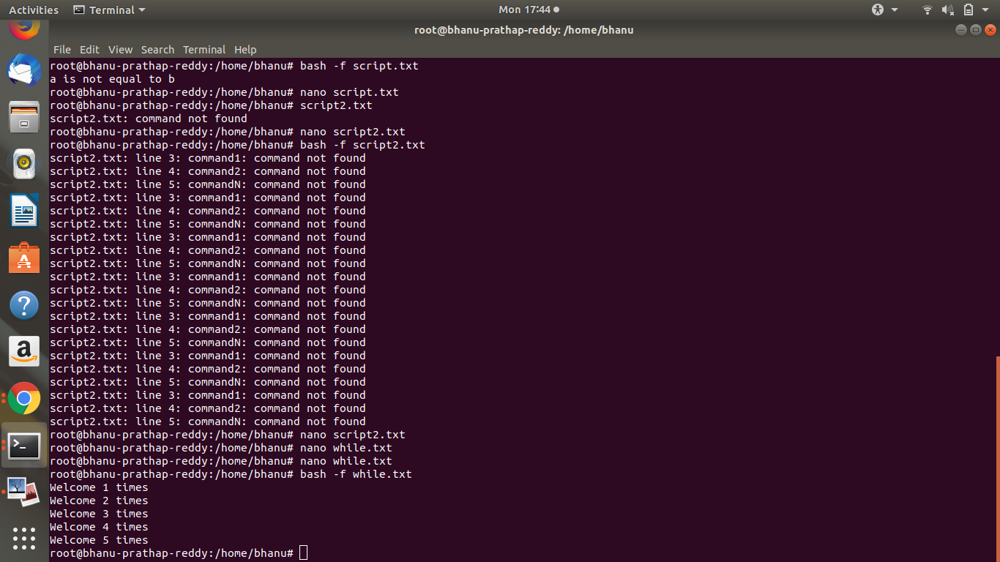 Activities Terminal Mon 17:44
root@bhanu-prathap-reddy: /home/bhanu
File Edit View Search Terminal Help
root@bhanu-prathap-reddy:/home/bhanu# bash -f script.txt
a is not equal to b
root@bhanu-prathap-reddy:/home/bhanu# nano script.txt
root@bhanu-prathap-reddy:/home/bhanu# script2.txt
script2.txt: command not found
root@bhanu-prathap-reddy:/home/bhanu# nano script2.txt
root@bhanu-prathap-reddy:/home/bhanu# bash -f script2.txt
script2.txt: line 3: command1: command not found
script2.txt: line 4: command2: command not found
script2.txt: line 5: commandN: command not found
script2.txt: line 3: command1: command not found
script2.txt: line 4: command2: command not found
script2.txt: line 5: commandN: command not found
script2.txt: line 3: command1: command not found
script2.txt: line 4: command2: command not found
script2.txt: line 5: commandN: command not found
script2.txt: line 3: command1: command not found
script2.txt: line 4: command2: command not found
script2.txt: line 5: commandN: command not found
script2.txt: line 3: command1: command not found
script2.txt: line 4: command2: command not found
script2.txt: line 5: commandN: command not found
script2.txt: line 3: command1: command not found
script2.txt: line 4: command2: command not found
script2.txt: line 5: commandN: command not found
script2.txt: line 3: command1: command not found
script2.txt: line 4: command2: command not found
script2.txt: line 5: commandN: command not found
root@bhanu-prathap-reddy:/home/bhanu# nano script2.txt
root@bhanu-prathap-reddy:/home/bhanu# nano while.txt
root@bhanu-prathap-reddy:/home/bhanu# nano while.txt
root@bhanu-prathap-reddy:/home/bhanu# bash -f while.txt
Welcome 1 times
Welcome 2 times
Welcome 3 times
Welcome 4 times
Welcome 5 times
root@bhanu-prathap-reddy:/home/bhanu#